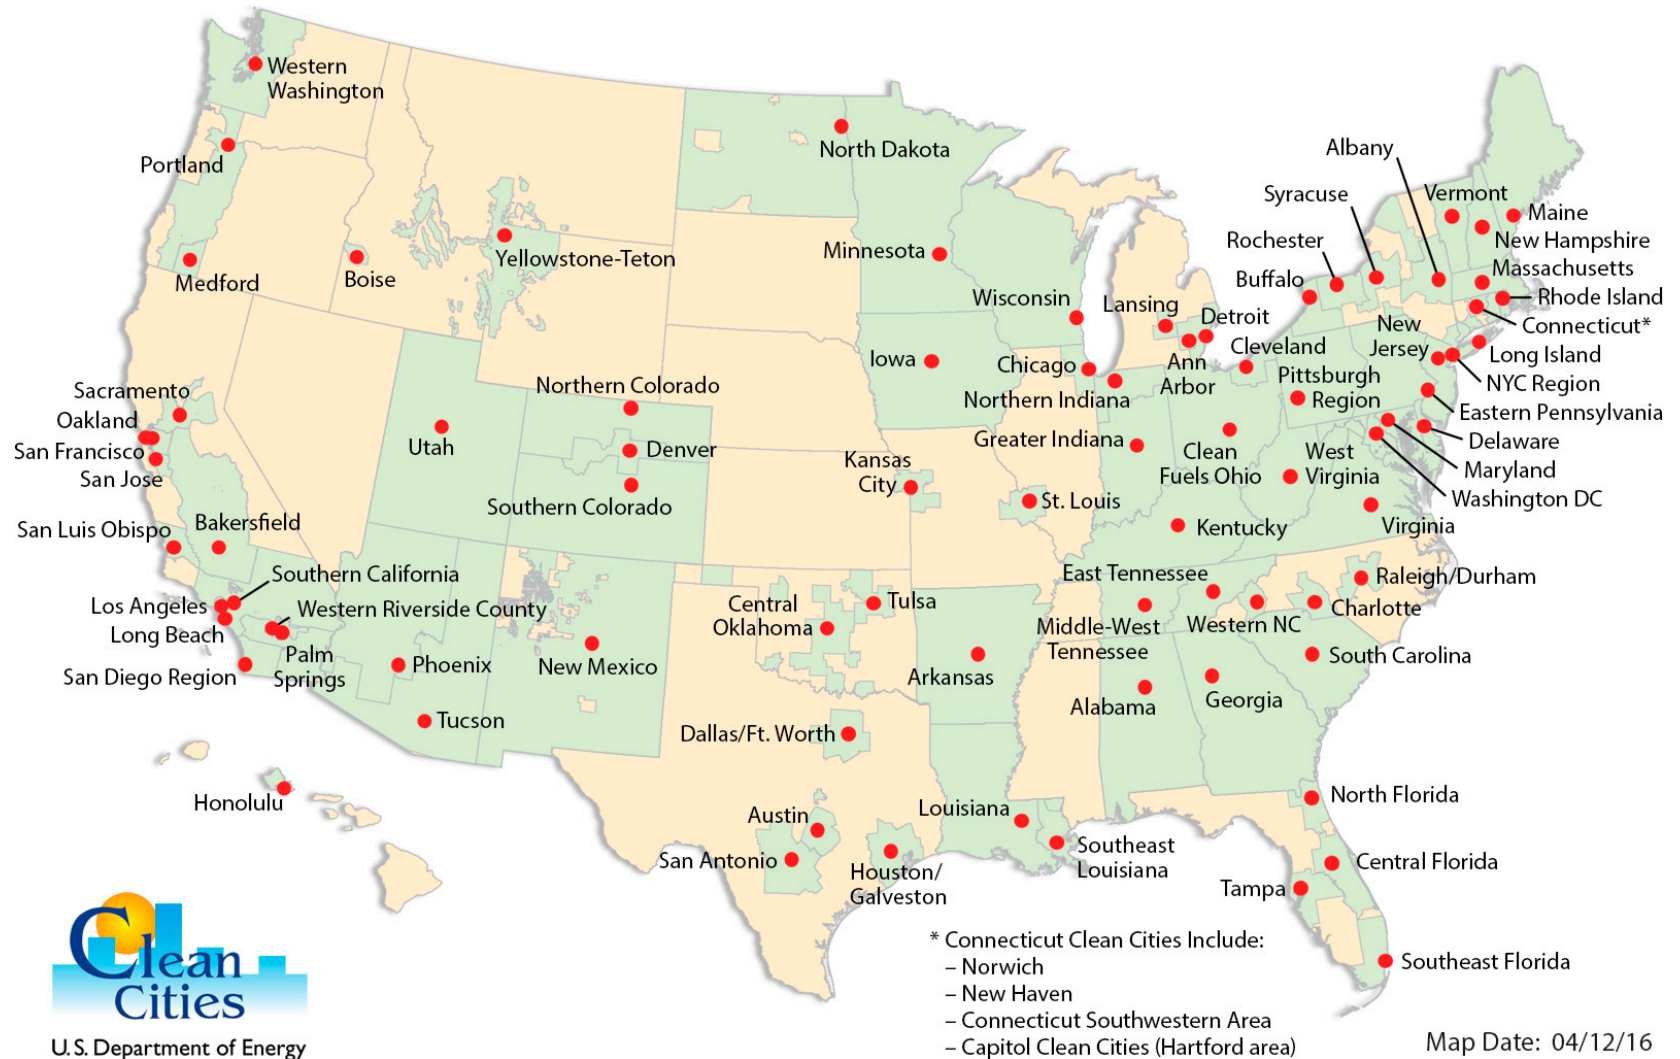 Western
Washington
Portland
Medford
Boise
Yellowstone-Teton
North Dakota
Minnesota
Wisconsin
Iowa
Chicago
Lansing
Detroit
Ann
Arbor
Northern Indiana
Greater Indiana
Cleveland
Clean
Fuels Ohio
Pittsburgh
Region
West
Virginia
Albany
Syracuse
Rochester
Buffalo
Vermont
Maine
New Hampshire
Massachusetts
Rhode Island
Connecticut*
New
Jersey
Long Island
NYC Region
Eastern Pennsylvania
Delaware
Maryland
Washington DC
Virginia
Sacramento
Oakland
San Francisco
San Jose
San Luis Obispo
Bakersfield
Southern California
Los Angeles
Western Riverside County
Long Beach
Palm
Springs
San Diego Region
Utah
Northern Colorado
Denver
Southern Colorado
Phoenix
Tucson
New Mexico
Kansas
City
St. Louis
Kentucky
Central
Oklahoma
Tulsa
Arkansas
East Tennessee
Middle-West
Tennessee
Western NC
Raleigh/Durham
Charlotte
South Carolina
Georgia
Alabama
Dallas/Ft. Worth
Austin
San Antonio
Houston/
Galveston
Louisiana
Southeast
Louisiana
North Florida
Central Florida
Tampa
Southeast Florida
Honolulu
Clean
Cities
U.S. Department of Energy
* Connecticut Clean Cities Include:
– Norwich
– New Haven
– Connecticut Southwestern Area
– Capitol Clean Cities (Hartford area)
Map Date: 04/12/16